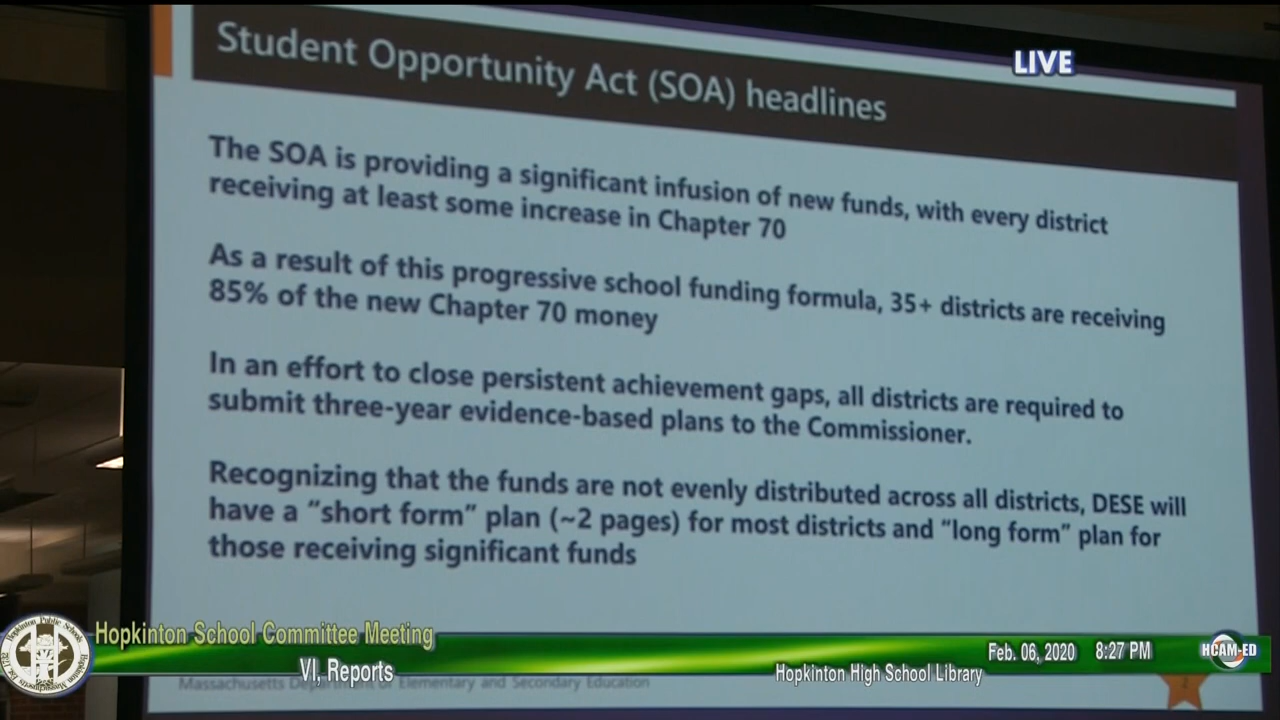 Student Opportunity Act (SOA) headlines
LIVE
The SOA is providing a significant infusion of new funds, with every district
receiving at least some increase in Chapter 70
As a result of this progressive school funding formula, 35+ districts are receiving
85% of the new Chapter 70 money
In an effort to close persistent achievement gaps, all districts are required to
submit three-year evidence-based plans to the Commissioner.
Recognizing that the funds are not evenly distributed across all districts, DESE will
have a “short form” plan (~2 pages) for most districts and “long form” plan for
those receiving significant funds
Hopkinton School Committee Meeting
Feb. 06, 2020 8:27 PM
HCAM-ED
VI, Reports
Hopkinton High School Library
Massachusetts Department of Elementary and Secondary Education
Hopkinton Public Schools